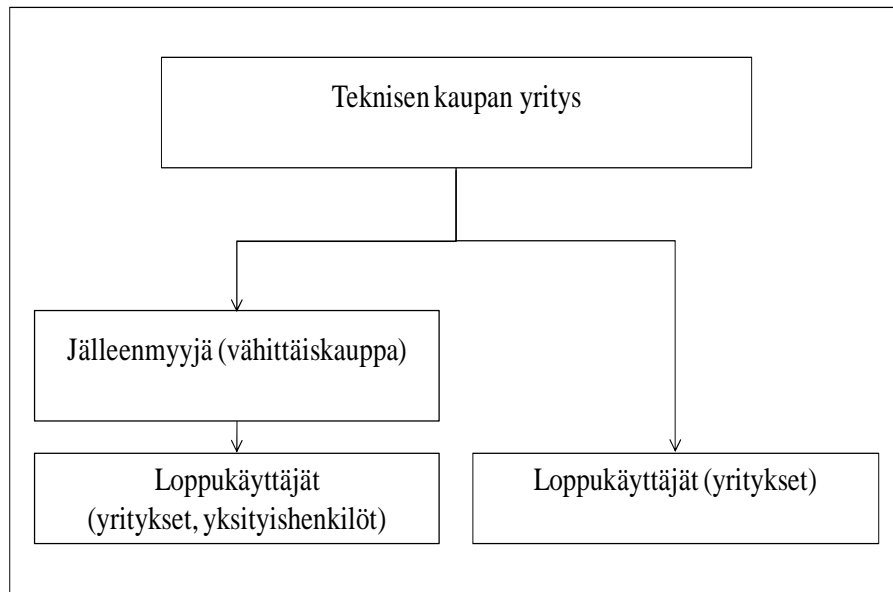 Teknisen kaupan yritys
Jälleenmyyjä (vähittäiskauppa)
Loppukäyttäjät
(yritykset, yksityishenkilöt)
Loppukäyttäjät (yritykset)